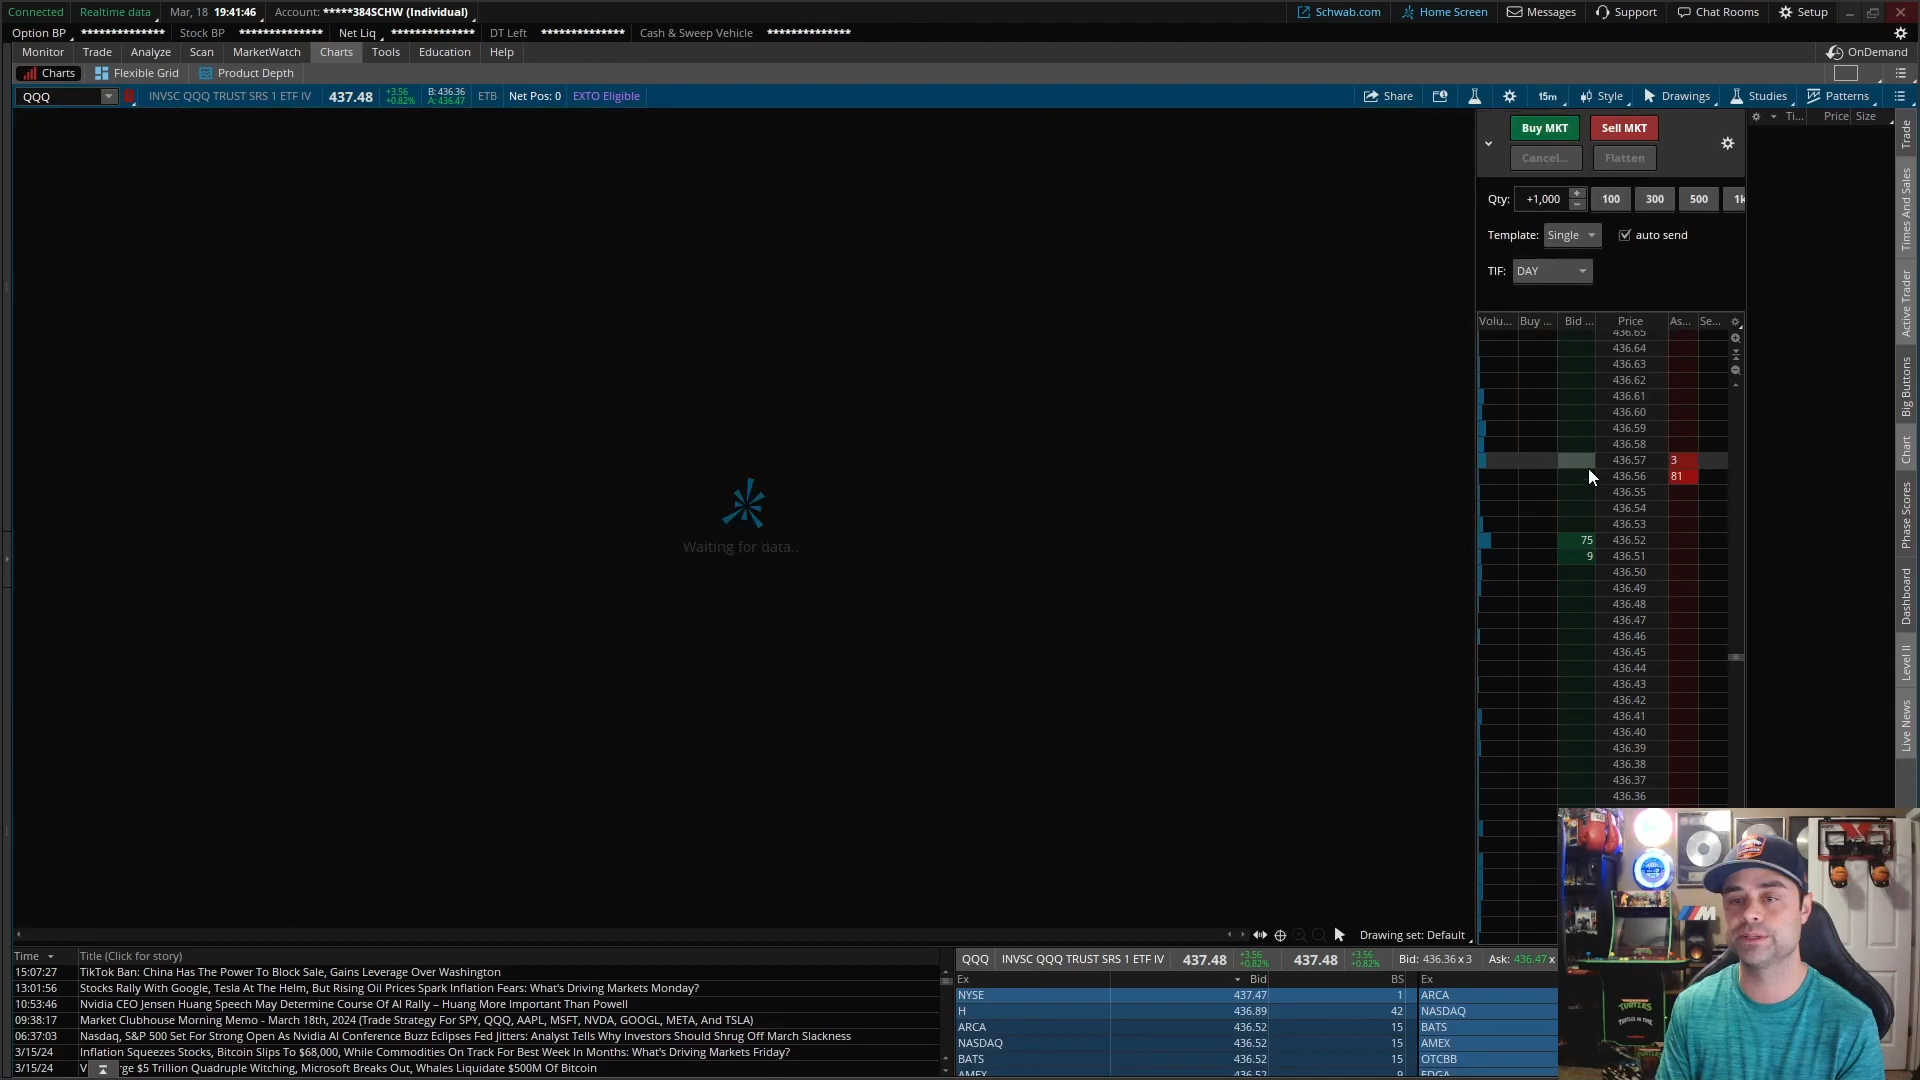 Connected Realtime data Mar, 18 19:41:46 Account: *****384SCHW (Individual) Schwab.com Home Screen Messages Support Chat Rooms Setup
Option BP ************** Stock BP ************** Net Liq ************** DT Left ************** Cash & Sweep Vehicle **************
Monitor Trade Analyze Scan MarketWatch Charts Tools Education Help OnDemand
Charts Flexible Grid Product Depth
QQQ INVSC QQQ TRUST SRS 1 ETF IV 437.48 +3.56 +0.82% B: 436.36 A: 436.47 ETB Net Pos: 0 EXTO Eligible Share 15m Style Drawings Studies Patterns
Buy MKT Sell MKT Ti... Price Size
Cancel... Flatten
Qty: +1,000 100 300 500 1k
Template: Single auto send
TIF: DAY
Volu... Buy ... Bid ... Price As... Se...
436.65
436.64
436.63
436.62
436.61
436.60
436.59
436.58
436.57 3
436.56 81
436.55
436.54
436.53
75 436.52
9 436.51
436.50
436.49
436.48
436.47
436.46
436.45
436.44
436.43
436.42
436.41
436.40
436.39
436.38
436.37
436.36
Trade
Times And Sales
Active Trader
Big Buttons
Chart
Phase Scores
Dashboard
Level II
Live News
Waiting for data..
Drawing set: Default
Time Title (Click for story)
15:07:27 TikTok Ban: China Has The Power To Block Sale, Gains Leverage Over Washington
13:01:56 Stocks Rally With Google, Tesla At The Helm, But Rising Oil Prices Spark Inflation Fears: What's Driving Markets Monday?
10:53:46 Nvidia CEO Jensen Huang Speech May Determine Course Of AI Rally – Huang More Important Than Powell
09:38:17 Market Clubhouse Morning Memo - March 18th, 2024 (Trade Strategy For SPY, QQQ, AAPL, MSFT, NVDA, GOOGL, META, And TSLA)
06:37:03 Nasdaq, S&P 500 Set For Strong Open As Nvidia AI Conference Buzz Eclipses Fed Jitters: Analyst Tells Why Investors Should Shrug Off March Slackness
3/15/24 Inflation Squeezes Stocks, Bitcoin Slips To $68,000, While Commodities On Track For Best Week In Months: What's Driving Markets Friday?
3/15/24 V rge $5 Trillion Quadruple Witching, Microsoft Breaks Out, Whales Liquidate $500M Of Bitcoin
QQQ INVSC QQQ TRUST SRS 1 ETF IV 437.48 +3.56 +0.82% 437.48 +3.56 +0.82% Bid: 436.36 x 3 Ask: 436.47 x
Ex Bid BS Ex
NYSE 437.47 1 ARCA
H 436.89 42 NASDAQ
ARCA 436.52 15 BATS
NASDAQ 436.52 15 AMEX
BATS 436.52 15 OTCBB
AMEX 436.52 9 EDGA
TURTLES